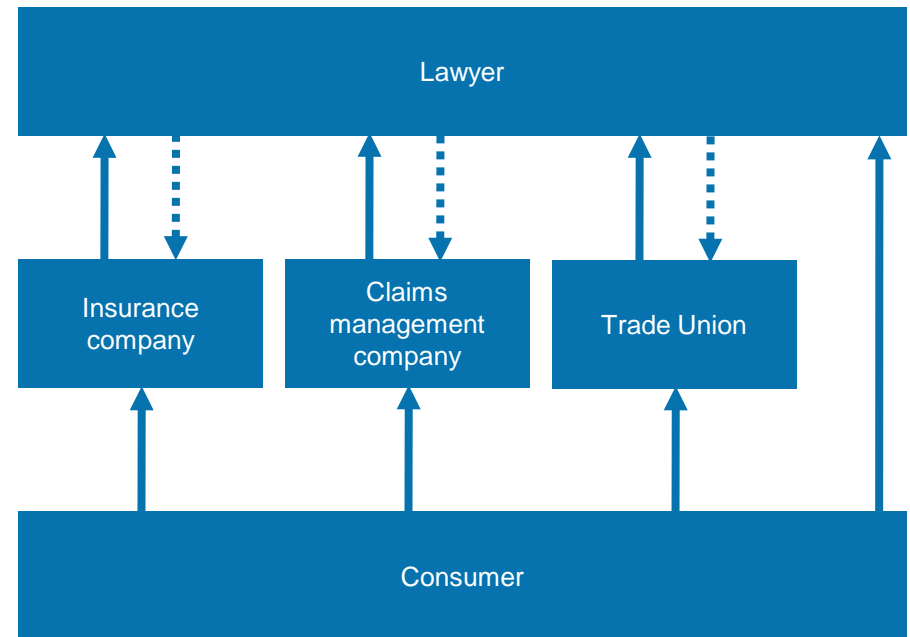 Lawyer
Insurance
company
Claims
management
company
Trade Union
Consumer